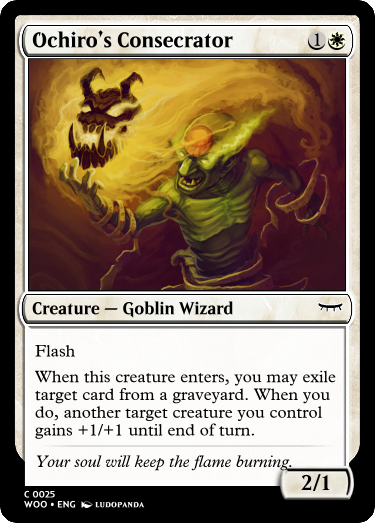 Ochiro's Consecrator 1
Creature — Goblin Wizard
Flash
When this creature enters, you may exile
target card from a graveyard. When you
do, another target creature you control
gains +1/+1 until end of turn.
Your soul will keep the flame burning.
2/1
C 0025
WOO • ENG LUDOPANDA